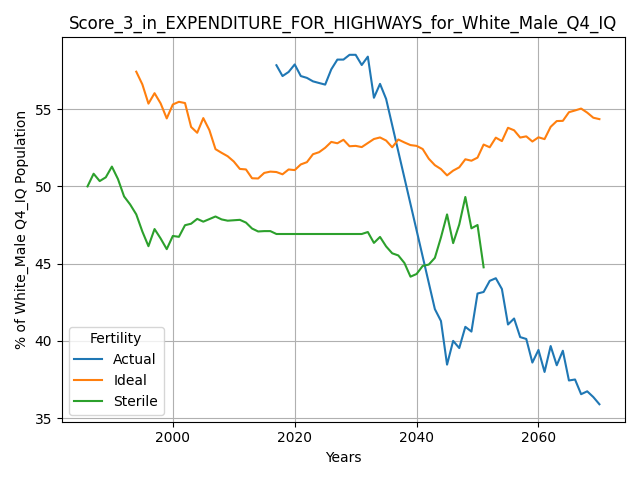 Score_3_in_EXPENDITURE_FOR_HIGHWAYS_for_White_Male_Q4_IQ
% of White_Male Q4_IQ Population
55
50
45
40
35
Fertility
Actual
Ideal
Sterile
2000
2020
2040
2060
Years